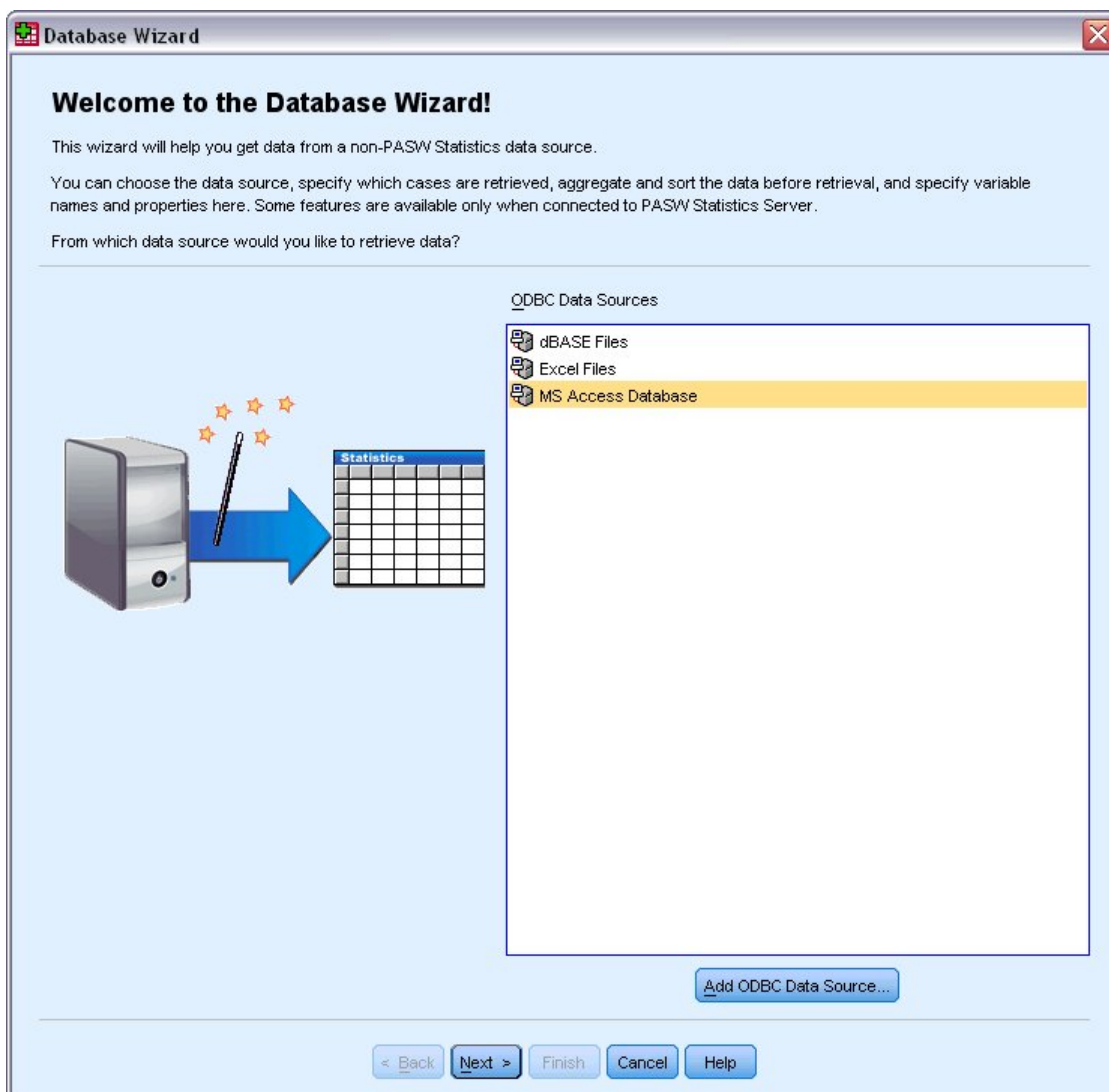 Database Wizard
Welcome to the Database Wizard!
This wizard will help you get data from a non-PASW Statistics data source.
You can choose the data source, specify which cases are retrieved, aggregate and sort the data before retrieval, and specify variable
names and properties here. Some features are available only when connected to PASW Statistics Server.
From which data source would you like to retrieve data?
ODBC Data Sources
dBASE Files
Excel Files
MS Access Database
Statistics
Add ODBC Data Source...
< Back
Next >
Finish
Cancel
Help